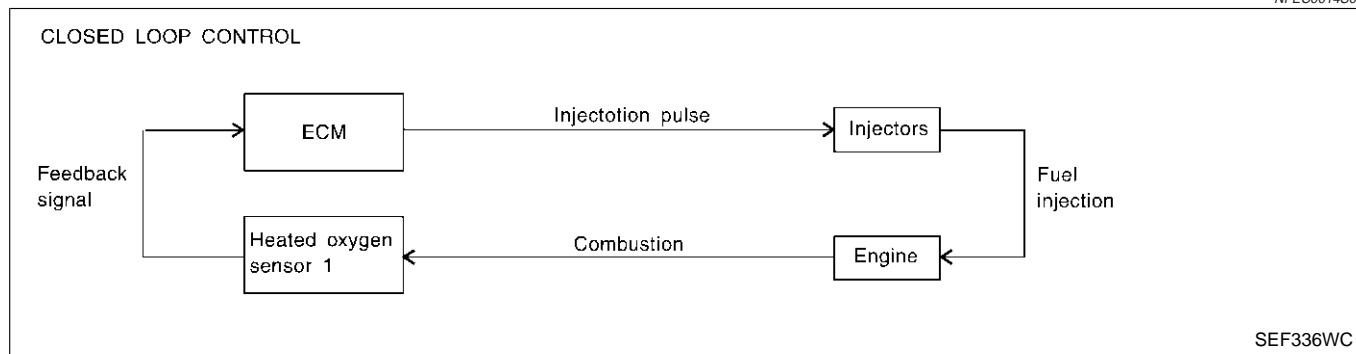 CLOSED LOOP CONTROL
ECM
Injectotion pulse
Injectors
Feedback
signal
Fuel
injection
Heated oxygen
sensor 1
Combustion
Engine
SEF336WC